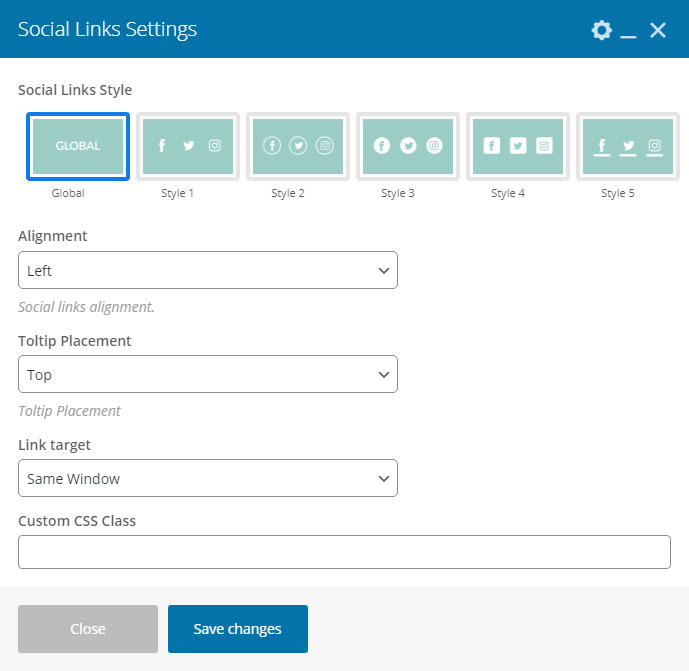 Social Links Settings
Social Links Style
GLOBAL
Global
Style 1
Style 2
Style 3
Style 4
Style 5
Alignment
Left
Social links alignment.
Toltip Placement
Top
Toltip Placement
Link target
Same Window
Custom CSS Class
Close
Save changes